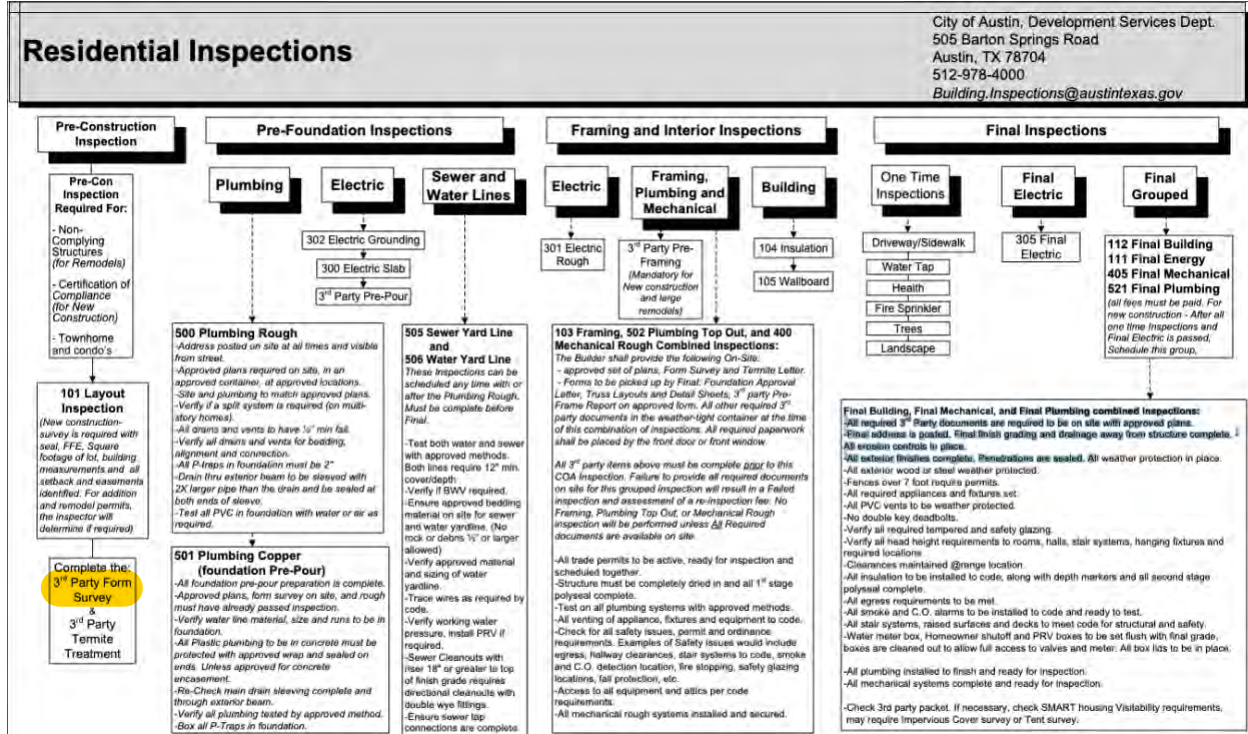 Residential Inspections
City of Austin, Development Services Dept.
505 Barton Springs Road
Austin, TX 78704
512-978-4000
Building.Inspections@austintexas.gov
Pre-Construction
Inspection
Pre-Con
Inspection
Required For:
- Non-
Complying
Structures
(for Remodels)
- Certification of
Compliance
(for New
Construction)
- Townhome
and condo's
101 Layout
Inspection
(New construction-
survey is required with
seal, FFE, Square
footage of lot, building
measurements and all
setback and easements
identified. For addition
and remodel permits,
the inspector will
determine if required)
Complete the:
3rd Party Form
Survey
&
3rd Party
Termite
Treatment
Pre-Foundation Inspections
Plumbing
Electric
Sewer and
Water Lines
302 Electric Grounding
300 Electric Slab
3rd Party Pre-Pour
500 Plumbing Rough
-Address posted on site at all times and visible
from street.
-Approved plans required on site, in an
approved container, at approved locations.
-Site and plumbing to match approved plans.
-Verify if a split system is required (on multi-
story homes).
-All drains and vents to have ⅛" min fall.
-Verify all drains and vents for bedding,
alignment and connection.
-All P-traps in foundation must be 2"
-Drain thru exterior beam to be sleeved with
2X larger pipe than the drain and be sealed at
both ends of sleeve.
-Test all PVC in foundation with water or air as
required.
501 Plumbing Copper
(foundation Pre-Pour)
-All foundation pre-pour preparation is complete.
-Approved plans, form survey on site, and rough
must have already passed inspection.
-Verify water line material, size and runs to be in
foundation.
-All Plastic plumbing to be in concrete must be
protected with approved wrap and sealed on
ends. Unless approved for concrete
encasement.
-Re-Check main drain sleeving complete and
through exterior beam.
-Verify all plumbing tested by approved method.
-Box all P-Traps in foundation.
505 Sewer Yard Line
and
506 Water Yard Line
These Inspections can be
scheduled any time with or
after the Plumbing Rough.
Must be complete before
Final.
-Test both water and sewer
with approved methods.
Both lines require 12" min.
cover/depth
-Verify if BWV required.
-Ensure approved bedding
material on site for sewer
and water yardline. (No
rock or debris ½" or larger
allowed)
-Verify approved material
and sizing of water
yardline.
-Trace wires as required by
code.
-Verify working water
pressure, install PRV if
required.
-Sewer Cleanouts with
riser 18" or greater to top
of finish grade requires
directional cleanouts with
double wye fittings.
-Ensure sewer tap
connections are complete.
Framing and Interior Inspections
Electric
Framing,
Plumbing and
Mechanical
Building
301 Electric
Rough
3rd Party Pre-
Framing
(Mandatory for
New construction
and large
remodels)
104 Insulation
105 Wallboard
103 Framing, 502 Plumbing Top Out, and 400
Mechanical Rough Combined Inspections:
The Builder shall provide the following On-Site.
- approved set of plans, Form Survey and Termite Letter.
- Forms to be picked up by Final: Foundation Approval
Letter, Truss Layouts and Detail Sheets, 3rd party Pre-
Frame Report on approved form. All other required 3rd
party documents in the weather-tight container at the time
of this combination of inspections. All required paperwork
shall be placed by the front door or front window.
All 3rd party items above must be complete prior to this
COA Inspection. Failure to provide all required documents
on site for this grouped inspection will result in a Failed
inspection and assessment of a re-inspection fee: No
Framing, Plumbing Top Out, or Mechanical Rough
inspection will be performed unless All Required
documents are available on site.
-All trade permits to be active, ready for inspection and
scheduled together.
-Structure must be completely dried in and all 1st stage
polyseal complete.
-Test on all plumbing systems with approved methods.
-All venting of appliance, fixtures and equipment to code.
-Check for all safety issues, permit and ordinance
requirements. Examples of Safety issues would include
egress, hallway clearances, stair systems to code, smoke
and C.O. detection location, fire stopping, safety glazing
locations, fall protection, etc.
-Access to all equipment and attics per code
requirements.
-All mechanical rough systems installed and secured.
Final Inspections
One Time
Inspections
Final
Electric
Final
Grouped
Driveway/Sidewalk
Water Tap
Health
Fire Sprinkler
Trees
Landscape
305 Final
Electric
112 Final Building
111 Final Energy
405 Final Mechanical
521 Final Plumbing
(all fees must be paid. For
new construction - After all
one time Inspections and
Final Electric is passed,
Schedule this group,
Final Building, Final Mechanical, and Final Plumbing combined Inspections:
-All required 3rd Party documents are required to be on site with approved plans.
-Final address is posted. Final finish grading and drainage away from structure complete.
-All erosion controls in place.
-All exterior finishes complete, Penetrations are sealed. All weather protection in place.
-All exterior wood or steel weather protected.
-Fences over 7 foot require permits.
-All required appliances and fixtures set.
-All PVC vents to be weather protected.
-No double key deadbolts.
-Verify all required tempered and safety glazing.
-Verify all head height requirements to rooms, halls, stair systems, hanging fixtures and
required locations
-Clearances maintained @range location.
-All insulation to be installed to code, along with depth markers and all second stage
polyseal complete.
-All egress requirements to be met.
-All smoke and C.O. alarms to be installed to code and ready to test.
-All stair systems, raised surfaces and decks to meet code for structural and safety.
-Water meter box, Homeowner shutoff and PRV boxes to be set flush with final grade,
boxes are cleaned out to allow full access to valves and meter. All box lids to be in place.
-All plumbing installed to finish and ready for inspection.
-All mechanical systems complete and ready for inspection.
-Check 3rd party packet. If necessary, check SMART housing Visitability requirements,
may require Impervious Cover survey or Tent survey.